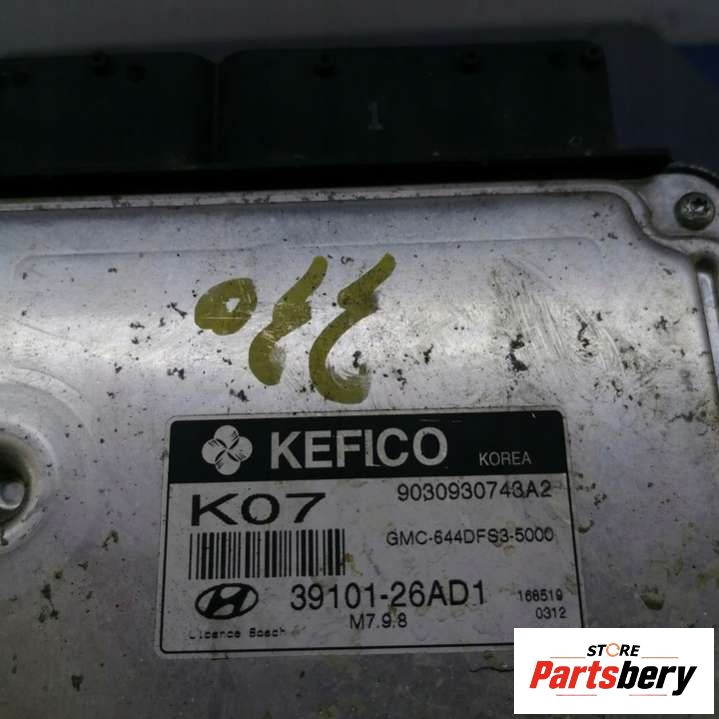 1
KEFICO KOREA
K07 9030930743A2
GMC-644DFS3-5000
39101-26AD1 168519
M7.9.8 0312
Licence Bosch
STORE
Partsbery